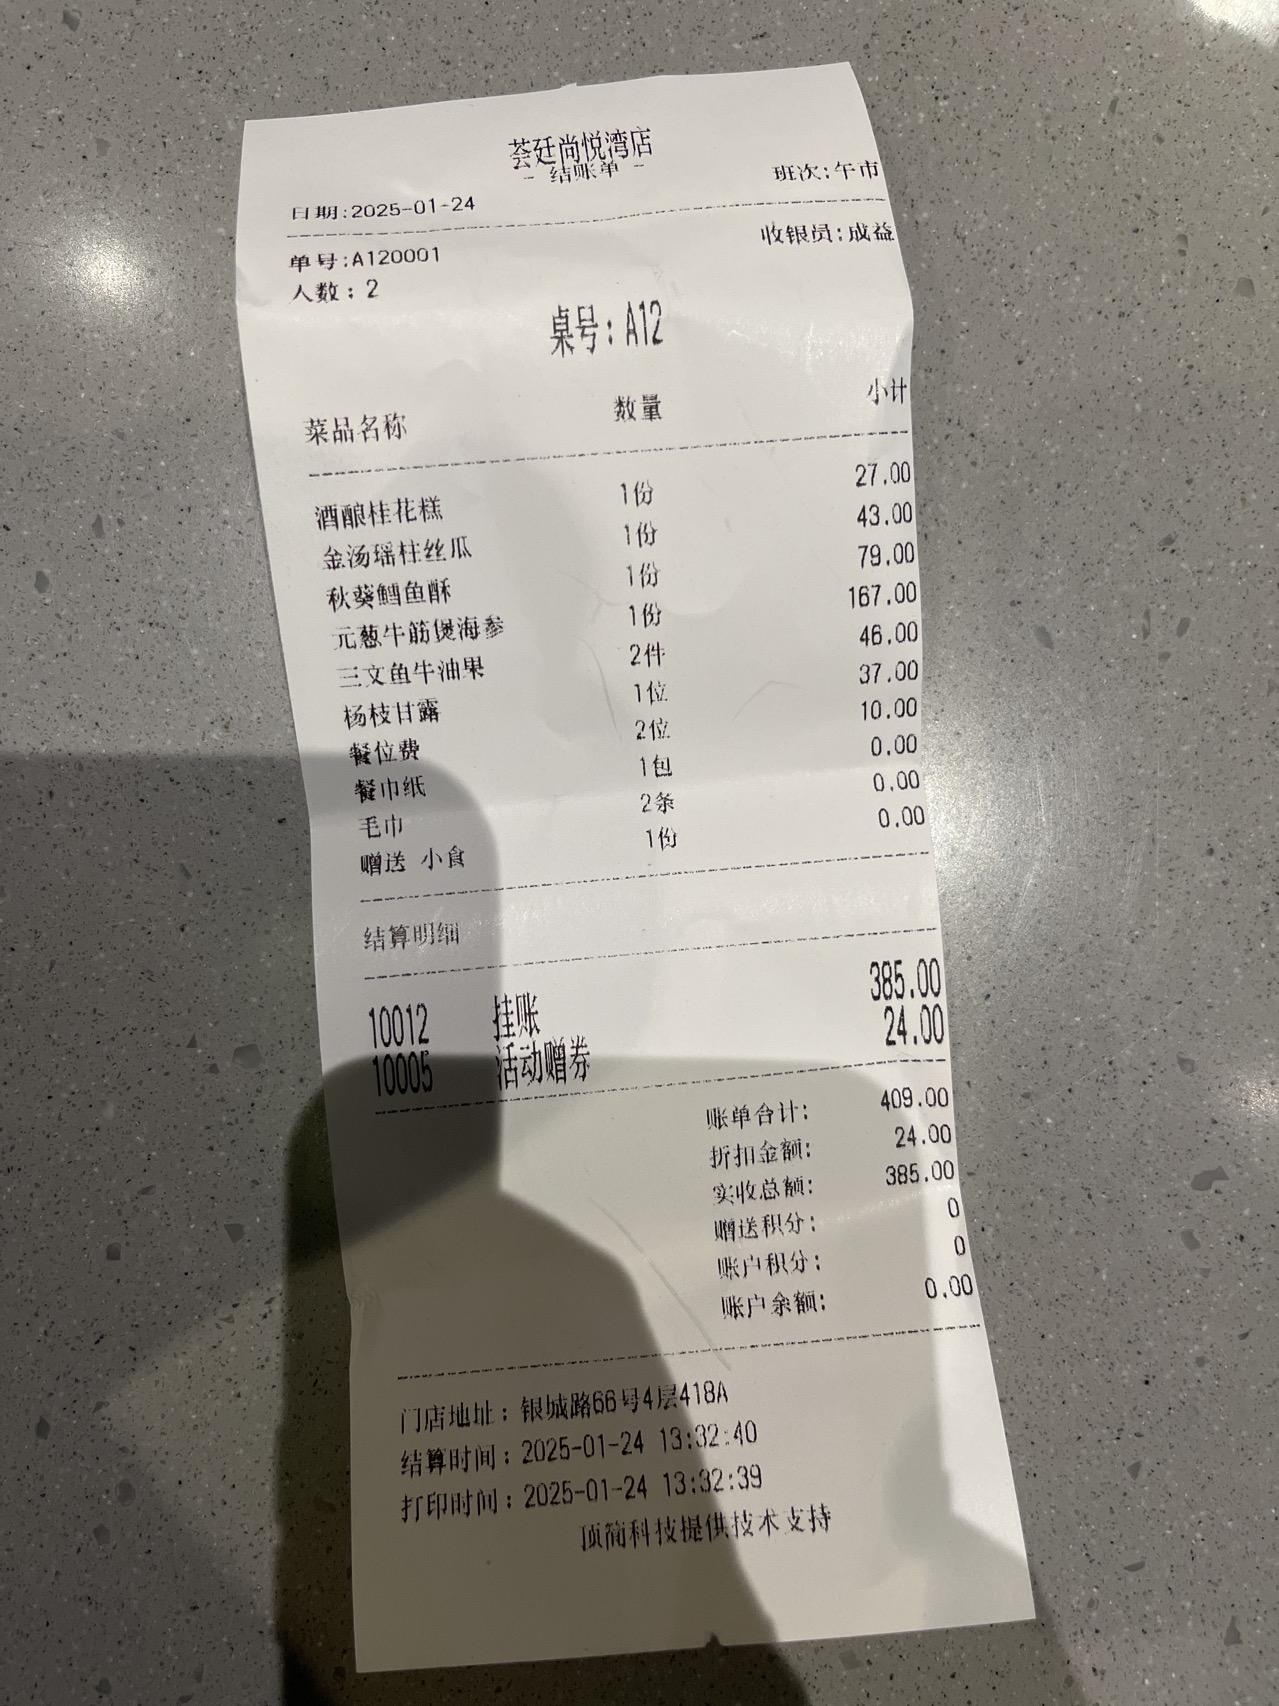 荟廷尚悦湾店
- 结账单 -
日期:2025-01-24 班次:午市
单号:A120001 收银员:成益
人数: 2
桌号: A12
菜品名称 数量 小计
酒酿桂花糕 1份 27.00
金汤瑶柱丝瓜 1份 43.00
秋葵鳕鱼酥 1份 79.00
元葱牛筋煲海参 1份 167.00
三文鱼牛油果 2件 46.00
杨枝甘露 1位 37.00
餐位费 2位 10.00
餐巾纸 1包 0.00
毛巾 2条 0.00
赠送 小食 1份 0.00
结算明细
10012 挂账 385.00
10005 活动赠券 24.00
账单合计: 409.00
折扣金额: 24.00
实收总额: 385.00
赠送积分: 0
账户积分: 0
账户余额: 0.00
门店地址: 银城路66号4层418A
结算时间: 2025-01-24 13:32:40
打印时间: 2025-01-24 13:32:39
顶简科技提供技术支持